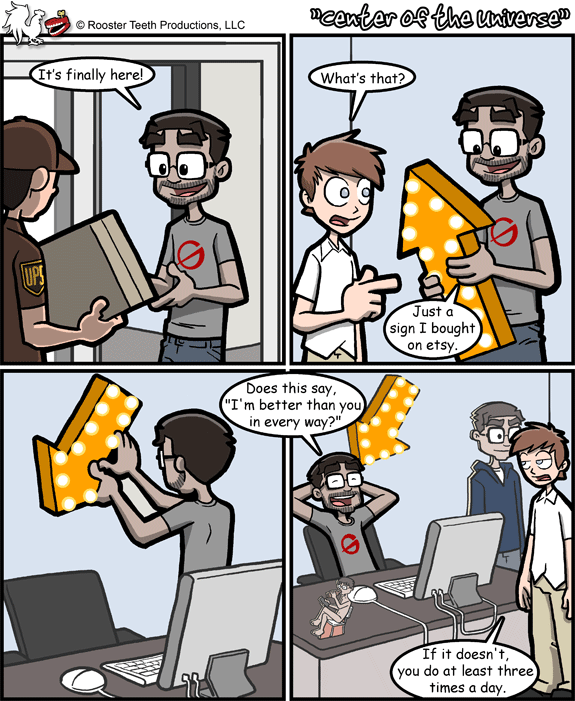 © Rooster Teeth Productions, LLC
"center of the universe"
It's finally here!
UPS
What's that?
Just a
sign I bought
on etsy.
Does this say,
"I'm better than you
in every way?"
If it doesn't,
you do at least three
times a day.